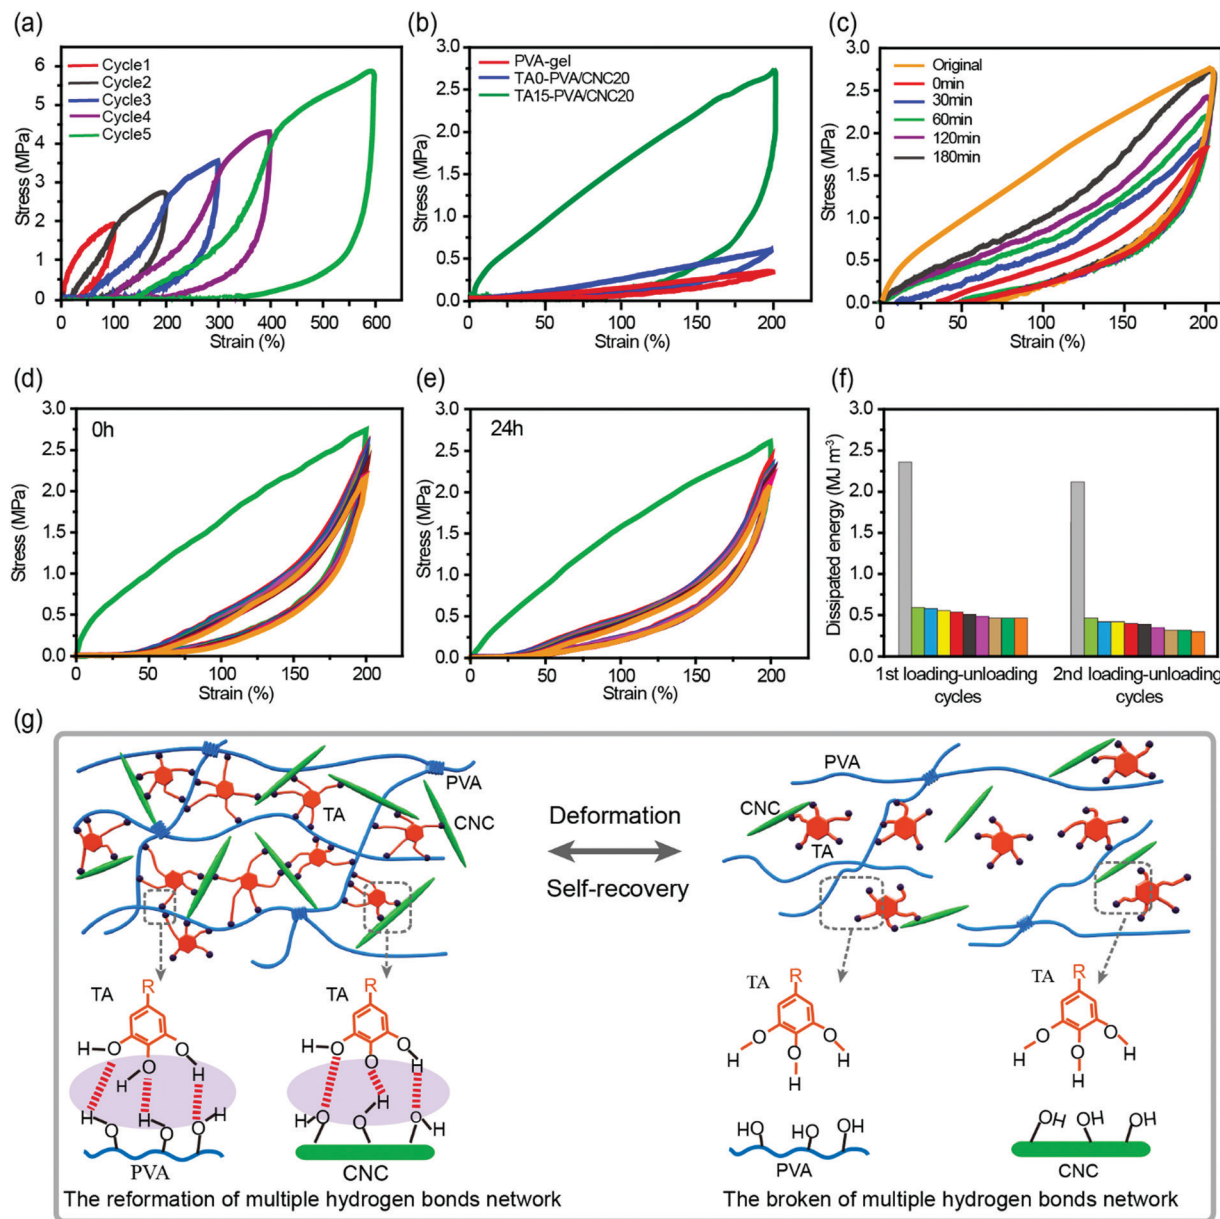 (a)
6
5
4
3
2
1
0
Stress (MPa)
Cycle1
Cycle2
Cycle3
Cycle4
Cycle5
0 100 200 300 400 500 600
Strain (%)
(b)
3.0
2.5
2.0
1.5
1.0
0.5
0.0
Stress (MPa)
PVA-gel
TA0-PVA/CNC20
TA15-PVA/CNC20
0 50 100 150 200
Strain (%)
(c)
3.0
2.5
2.0
1.5
1.0
0.5
0.0
Stress (MPa)
Original
0min
30min
60min
120min
180min
0 50 100 150 200
Strain (%)
(d)
3.0
2.5
2.0
1.5
1.0
0.5
0.0
Stress (MPa)
0h
0 50 100 150 200
Strain (%)
(e)
3.0
2.5
2.0
1.5
1.0
0.5
0.0
Stress (MPa)
24h
0 50 100 150 200
Strain (%)
(f)
3.0
2.5
2.0
1.5
1.0
0.5
0.0
Dissipated energy (MJ m⁻³)
1st loading-unloading
cycles
2nd loading-unloading
cycles
(g)
PVA
TA
CNC
Deformation
Self-recovery
PVA
CNC
TA
TA
R
H O O O H
H
H H O H
O O
PVA
TA
R
H O O O H
H
O O O H
H
CNC
The reformation of multiple hydrogen bonds network
TA
R
O O O
H H H
HO HO OH
PVA
TA
R
O O O
H H H
OH OH OH
CNC
The broken of multiple hydrogen bonds network